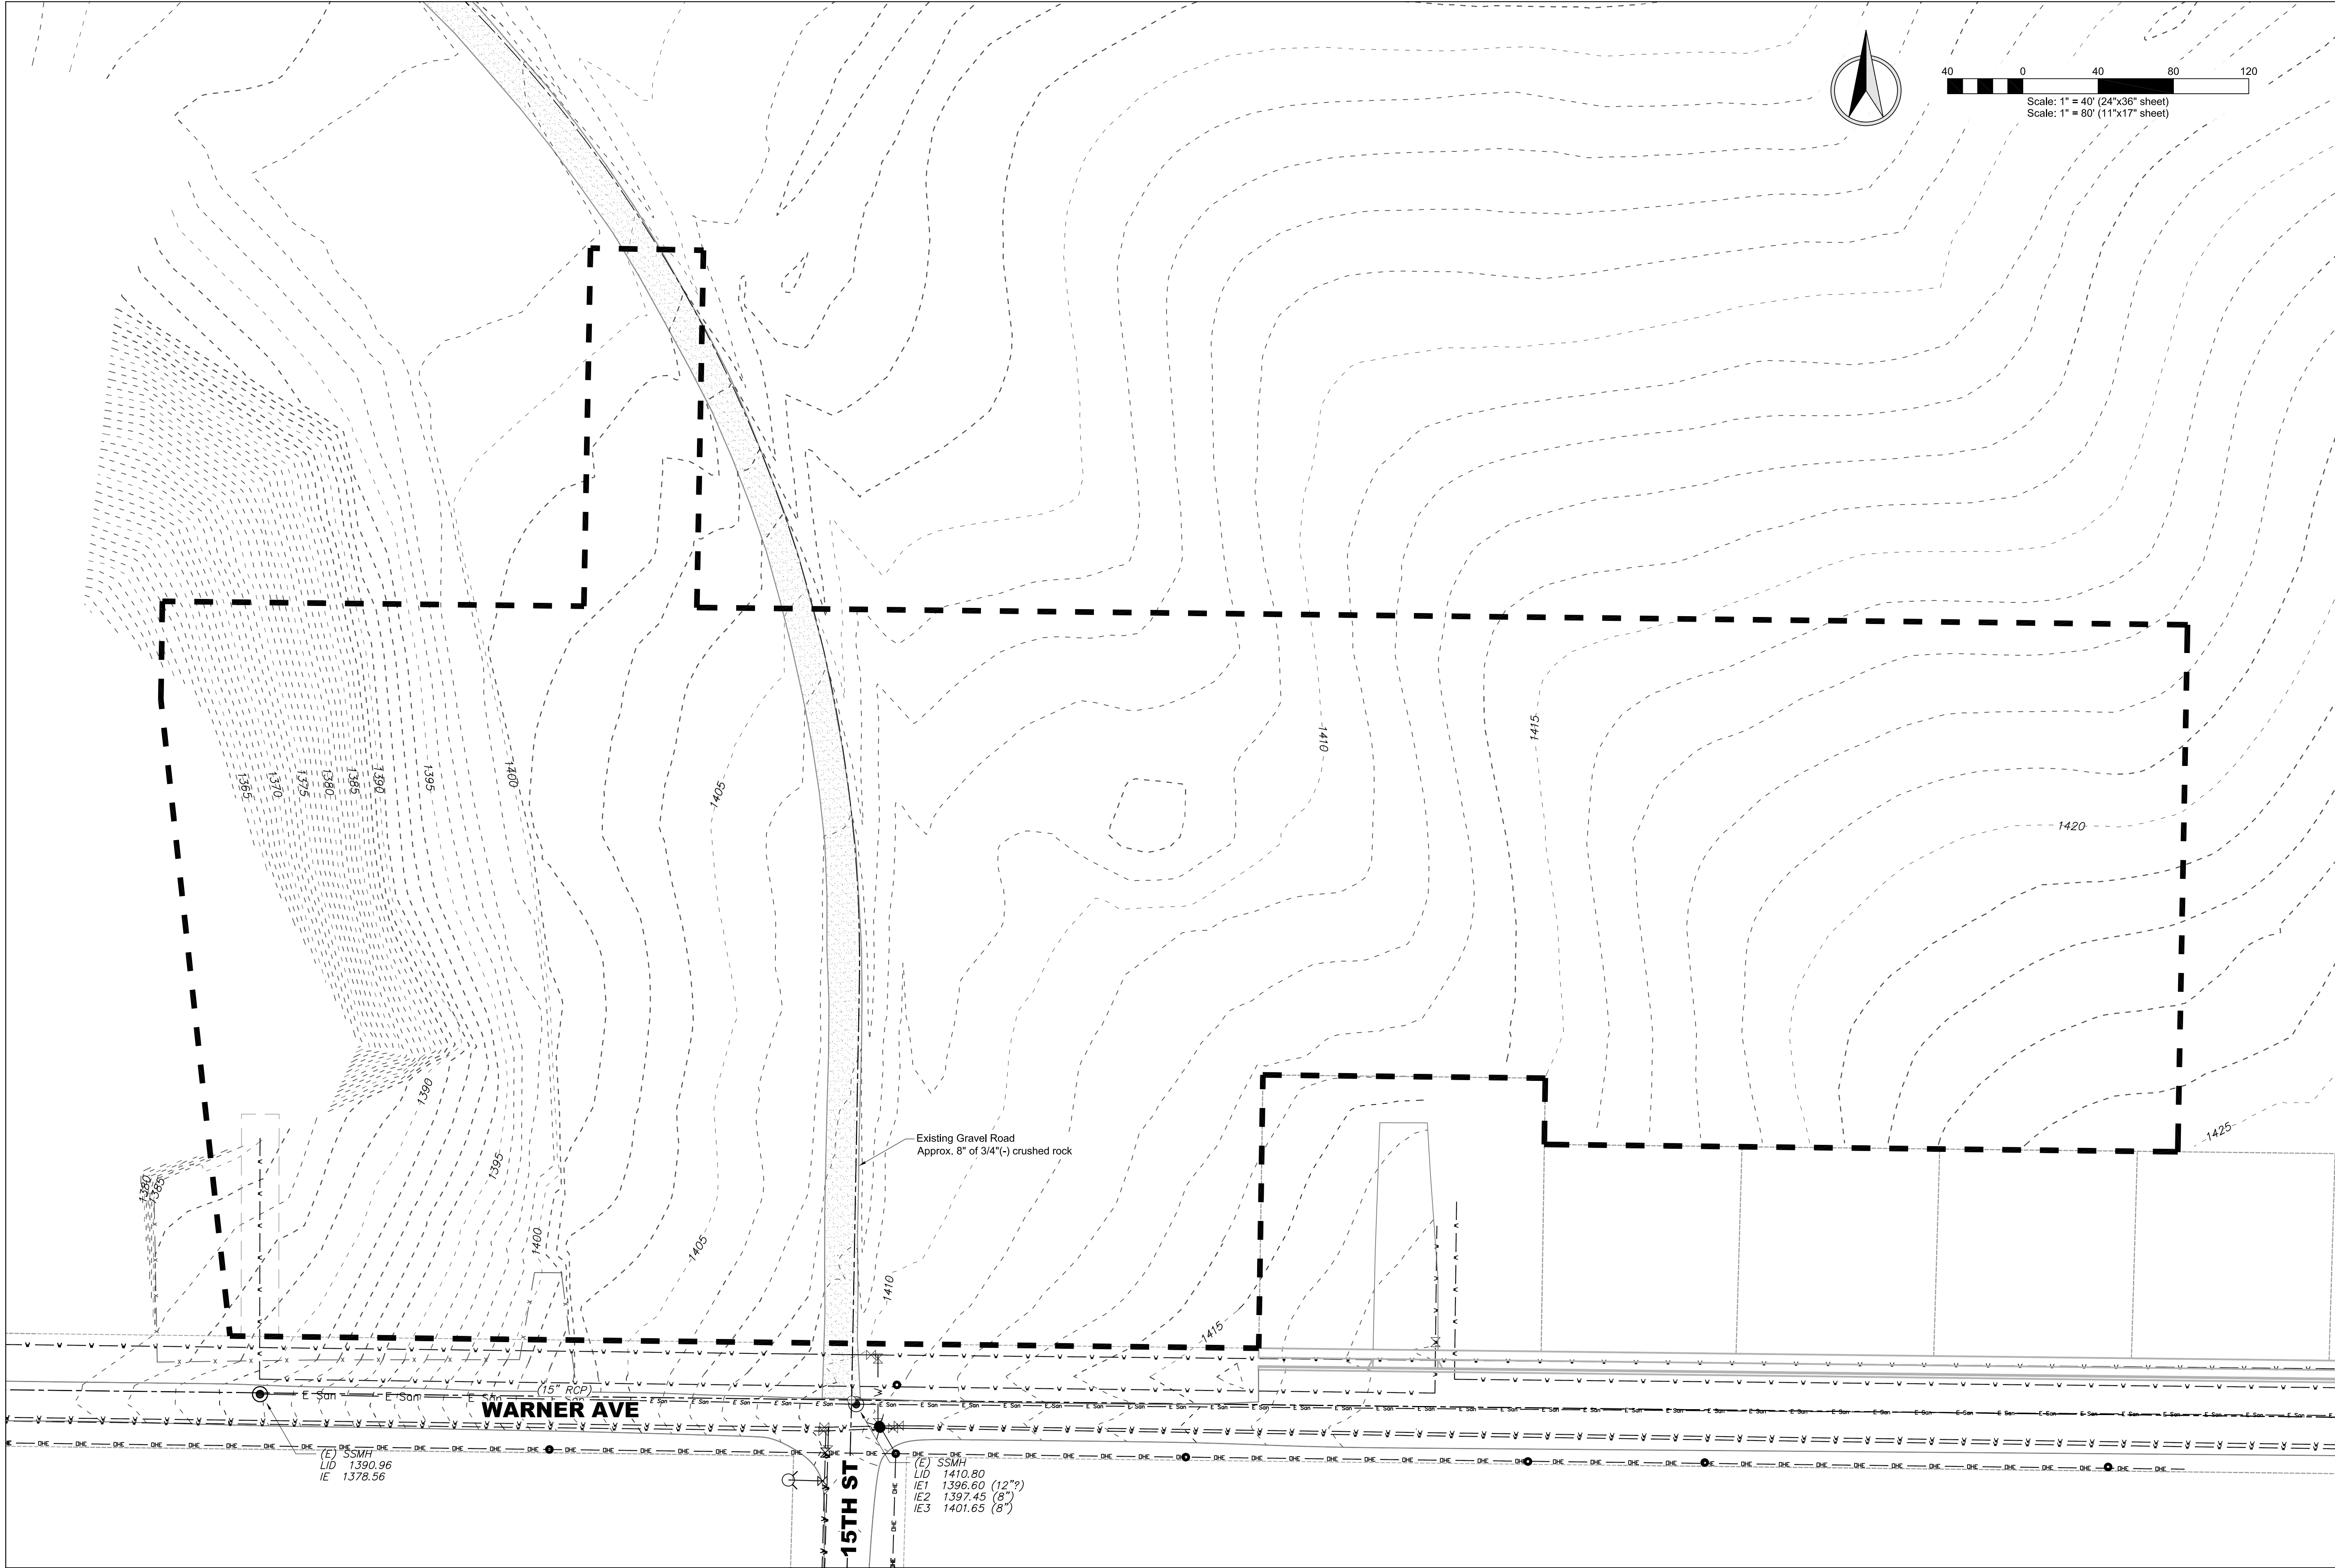 40 0 40 80 120
Scale: 1" = 40' (24"x36" sheet)
Scale: 1" = 80' (11"x17" sheet)
1410
1415
1365
1370
1375
1380
1385
1390
1395
1400
1405
1420
1390
1395
1400
1405
1380
1385
Existing Gravel Road
Approx. 8" of 3/4"(-) crushed rock
1410
1415
1425
E San
E San
E San
(15" RCP)
WARNER AVE
(E) SSMH
LID 1390.96
IE 1378.56
15TH ST
(E) SSMH
LID 1410.80
IE1 1396.60 (12"?)
IE2 1397.45 (8")
IE3 1401.65 (8")